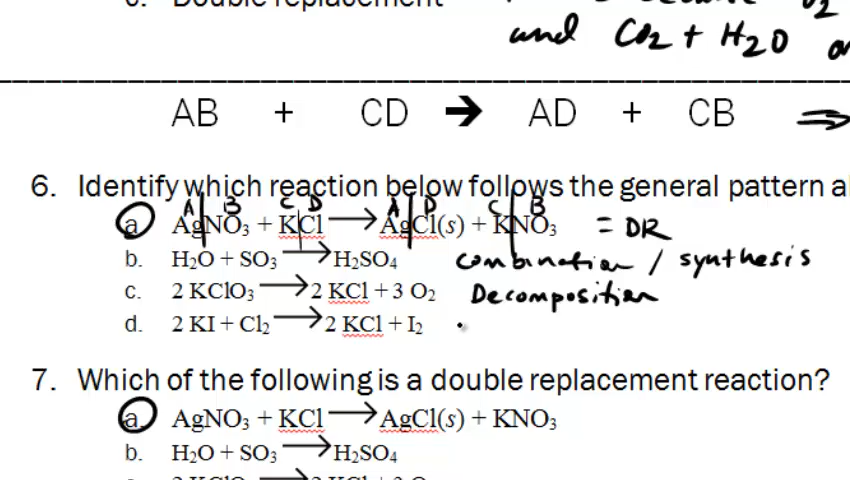 c. Double replacement
and CO2 + H2O
AB + CD → AD + CB ⇒
6. Identify which reaction below follows the general pattern a
A B C D A D C B
a AgNO₃ + KCl → AgCl(s) + KNO₃ = DR
b. H₂O + SO₃ → H₂SO₄ combination / synthesis
c. 2 KClO₃ → 2 KCl + 3 O₂ Decomposition
d. 2 KI + Cl₂ → 2 KCl + I₂
7. Which of the following is a double replacement reaction?
a. AgNO₃ + KCl → AgCl(s) + KNO₃
b. H₂O + SO₃ → H₂SO₄